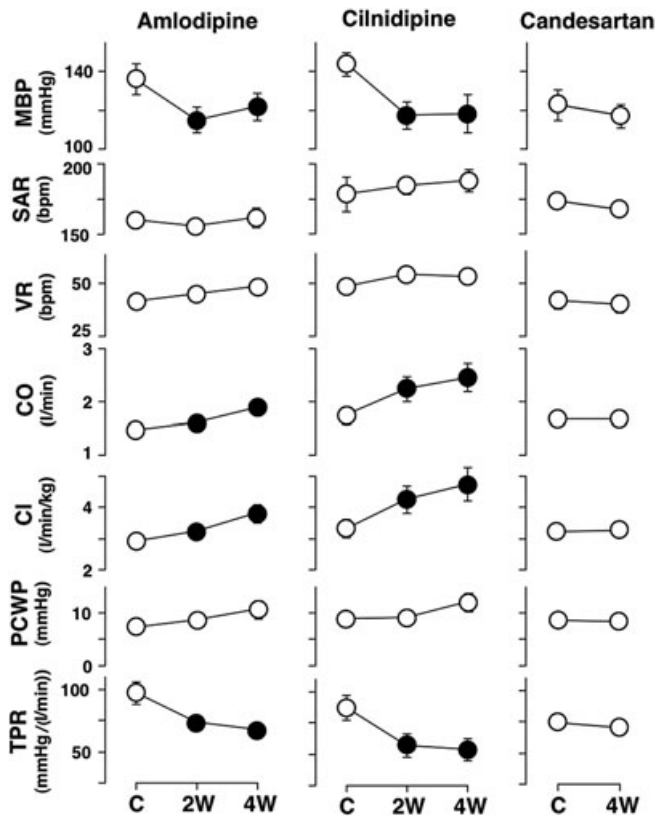 Amlodipine Cilnidipine Candesartan
MBP
(mmHg)
140
100
SAR
(bpm)
200
150
VR
(bpm)
50
25
CO
(l/min)
3
2
1
CI
(l/min/kg)
4
2
PCWP
(mmHg)
10
0
TPR
(mmHg/(l/min))
100
50
C 2W 4W C 2W 4W C 4W